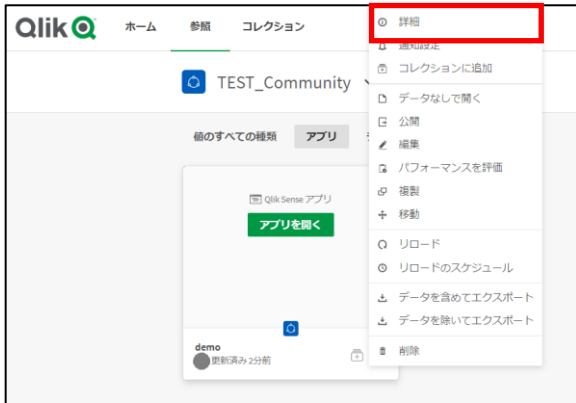 Qlik
ホーム
参照
コレクション
TEST_Community
値のすべての種類
アプリ
Qlik Sense アプリ
アプリを開く
demo
更新済み 2分前
詳細
通知設定
コレクションに追加
データなしで開く
公開
編集
パフォーマンスを評価
複製
移動
リロード
リロードのスケジュール
データを含めてエクスポート
データを除いてエクスポート
削除